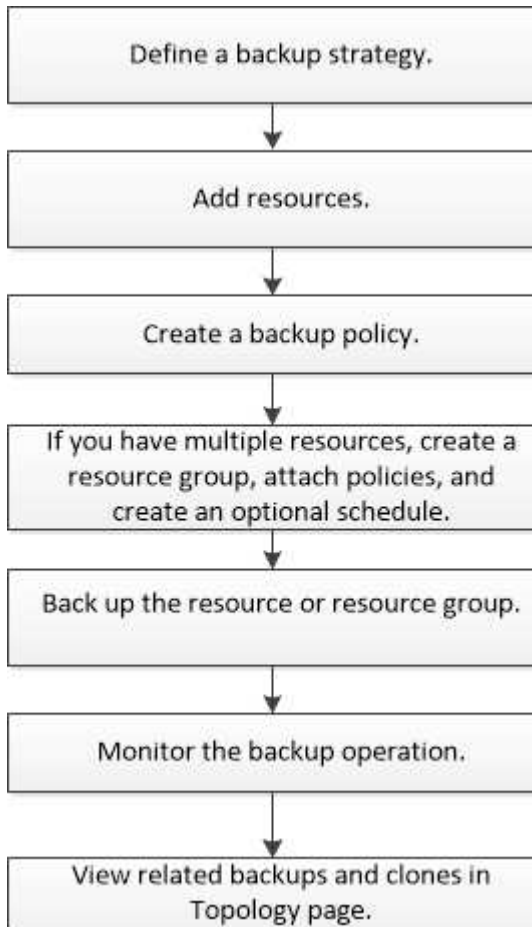 Define a backup strategy.
Add resources.
Create a backup policy.
If you have multiple resources, create a
resource group, attach policies, and
create an optional schedule.
Back up the resource or resource group.
Monitor the backup operation.
View related backups and clones in
Topology page.